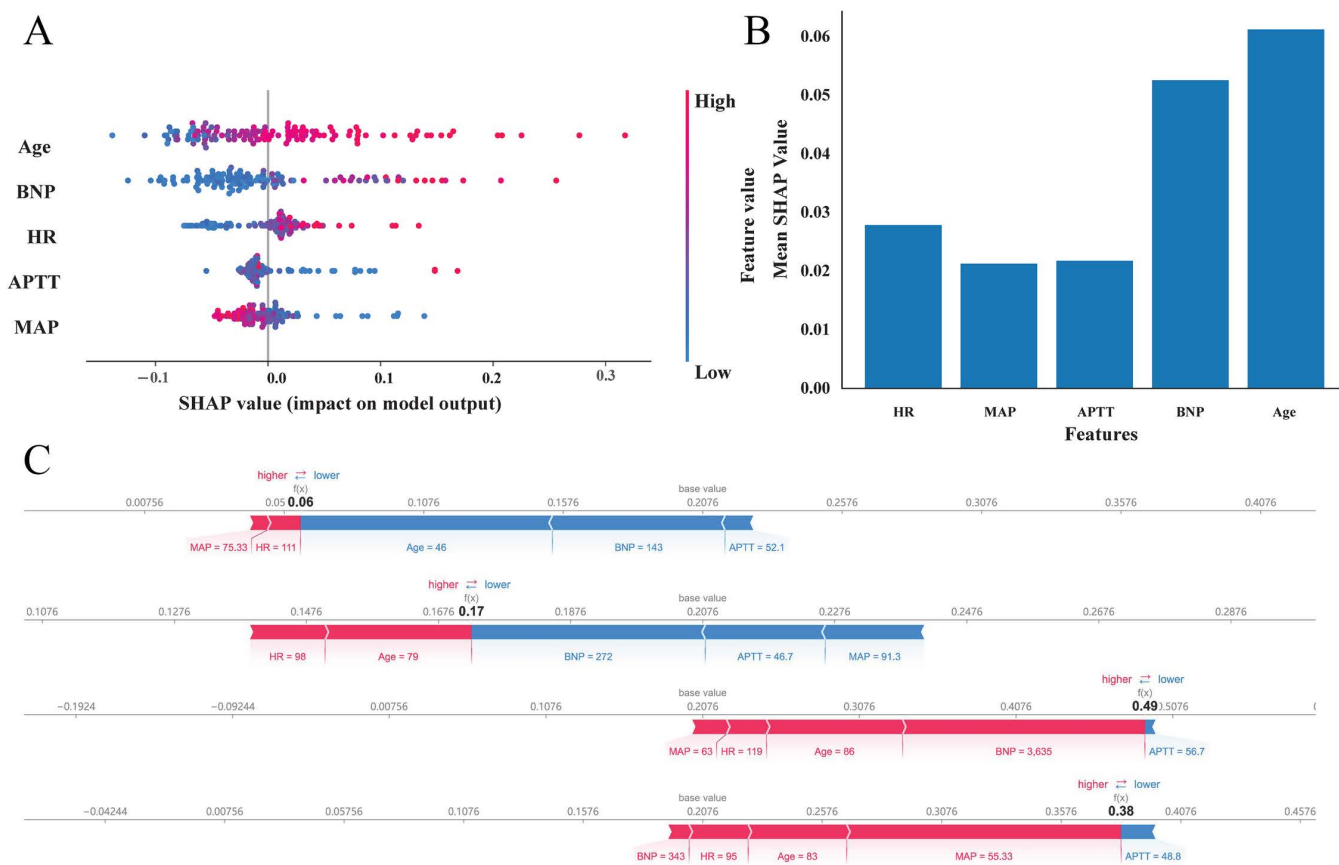 A
Age
BNP
HR
APTT
MAP
−0.1 0.0 0.1 0.2 0.3
SHAP value (impact on model output)
High
Feature value
Low
B
Mean SHAP Value
0.06
0.05
0.04
0.03
0.02
0.01
0.00
HR MAP APTT BNP Age
Features
C
higher lower
f(x) base value
0.00756 0.05 0.06 0.1076 0.1576 0.2076 0.2576 0.3076 0.3576 0.4076
MAP = 75.33 HR = 111 Age = 46 BNP = 143 APTT = 52.1
higher lower
f(x) base value
0.1076 0.1276 0.1476 0.1676 0.17 0.1876 0.2076 0.2276 0.2476 0.2676 0.2876
HR = 98 Age = 79 BNP = 272 APTT = 46.7 MAP = 91.3
higher lower
base value f(x)
−0.1924 −0.09244 0.00756 0.1076 0.2076 0.3076 0.4076 0.49 0.5076
MAP = 63 HR = 119 Age = 86 BNP = 3,635 APTT = 56.7
higher lower
base value f(x)
−0.04244 0.00756 0.05756 0.1076 0.1576 0.2076 0.2576 0.3076 0.3576 0.38 0.4076 0.4576
BNP = 343 HR = 95 Age = 83 MAP = 55.33 APTT = 48.8